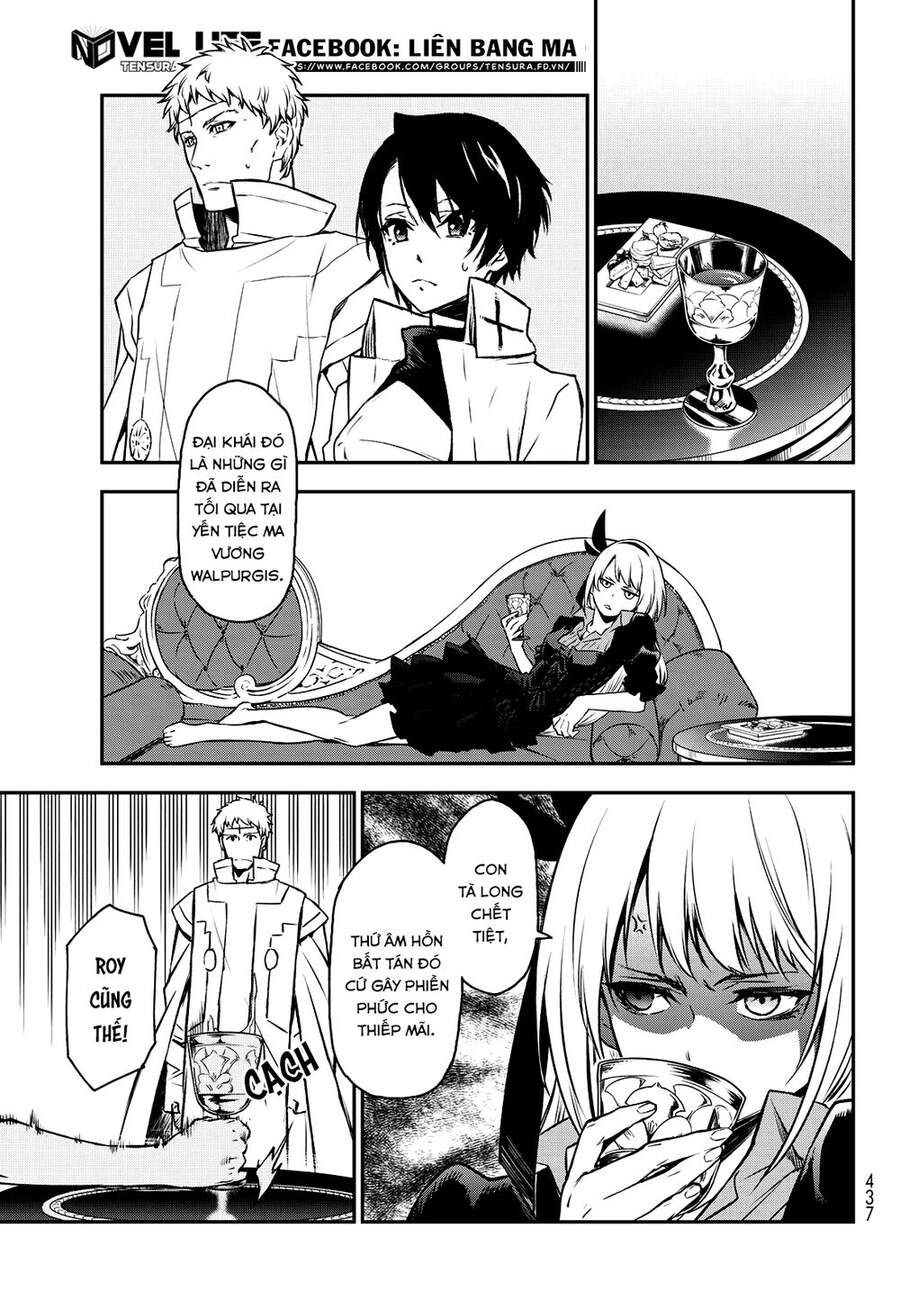 NOVEL LIFE FACEBOOK: LIÊN BANG MA
TENSURA
S://WWW.FACEBOOK.COM/GROUPS/TENSURA.FD.VN/
ĐẠI KHÁI ĐÓ
LÀ NHỮNG GÌ
ĐÃ DIỄN RA
TỐI QUA TẠI
YẾN TIỆC MA
VƯƠNG
WALPURGIS.
CON
TÀ LONG
CHẾT
TIỆT,
THỨ ÂM HỒN
BẤT TÁN ĐÓ
CỨ GÂY PHIỀN
PHỨC CHO
THIẾP MÃI.
ROY
CŨNG
THẾ!
CẠCH
437